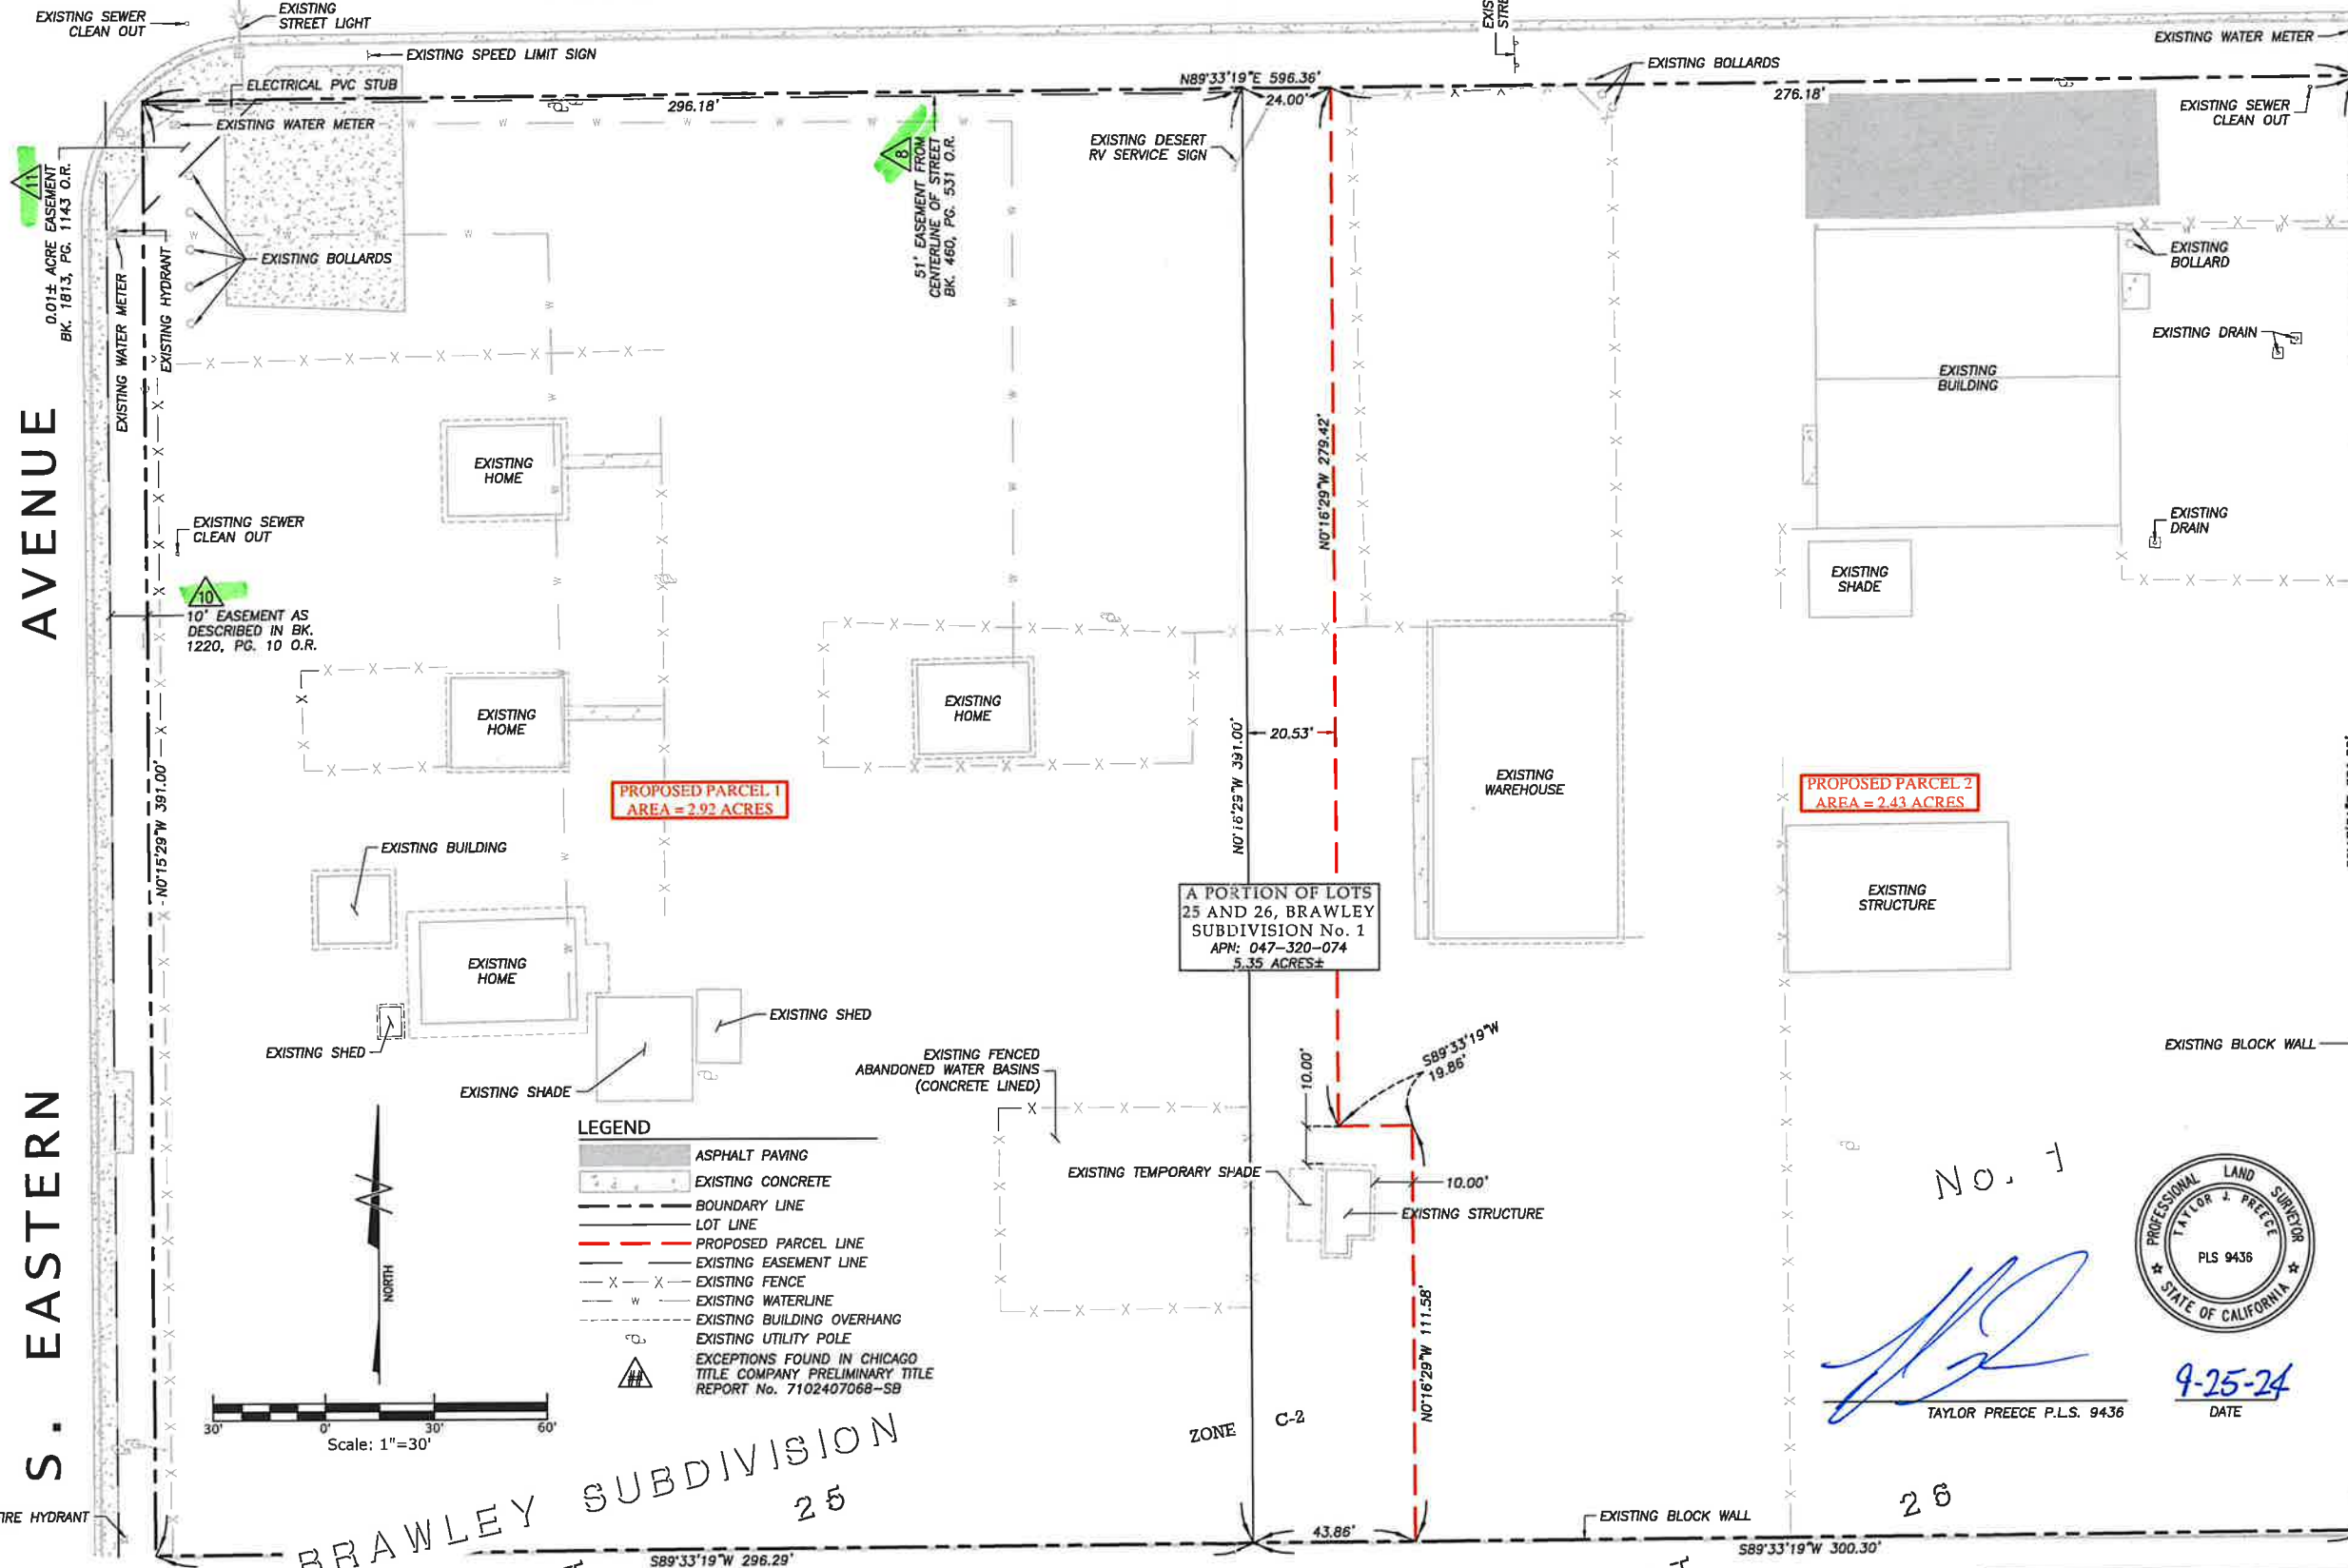 EXISTING SEWER
CLEAN OUT
EXISTING
STREET LIGHT
EXISTING SPEED LIMIT SIGN
ELECTRICAL PVC STUB
EXISTING WATER METER
296.18'
N89°33'19"E 596.36'
24.00'
EXISTING BOLLARDS
276.18'
EXISTING WATER METER
EXISTING SEWER
CLEAN OUT
11
0.01± ACRE EASEMENT
BK. 1813, PG. 1143 O.R.
EXISTING WATER METER
EXISTING HYDRANT
EXISTING BOLLARDS
8
51' EASEMENT FROM
CENTERLINE OF STREET
BK. 460, PG. 531 O.R.
EXISTING DESERT
RV SERVICE SIGN
N0°16'29"W 279.42'
EXISTING
BOLLARD
EXISTING DRAIN
EXISTING
BUILDING
EXISTING
DRAIN
EXISTING
SHADE
EXISTING
HOME
EXISTING SEWER
CLEAN OUT
10
10' EASEMENT AS
DESCRIBED IN BK.
1220, PG. 10 O.R.
EXISTING
HOME
EXISTING
HOME
20.53'
N0°16'29"W 391.00'
N0°15'29"W 391.00'
EXISTING
WAREHOUSE
PROPOSED PARCEL 1
AREA = 2.92 ACRES
PROPOSED PARCEL 2
AREA = 2.43 ACRES
EXISTING BUILDING
EXISTING
HOME
EXISTING SHED
EXISTING SHED
EXISTING SHADE
A PORTION OF LOTS
25 AND 26, BRAWLEY
SUBDIVISION No. 1
APN: 047-320-074
5.35 ACRES±
EXISTING
STRUCTURE
EXISTING BLOCK WALL
EXISTING FENCED
ABANDONED WATER BASINS
(CONCRETE LINED)
10.00'
S89°33'19"W
19.86'
EXISTING TEMPORARY SHADE
10.00'
EXISTING STRUCTURE
N0°16'29"W 111.58'
S. EASTERN AVENUE
NORTH
LEGEND
ASPHALT PAVING
EXISTING CONCRETE
BOUNDARY LINE
LOT LINE
PROPOSED PARCEL LINE
EXISTING EASEMENT LINE
X X EXISTING FENCE
W EXISTING WATERLINE
EXISTING BUILDING OVERHANG
EXISTING UTILITY POLE
## EXCEPTIONS FOUND IN CHICAGO
TITLE COMPANY PRELIMINARY TITLE
REPORT No. 7102407068-SB
30' 0' 30' 60'
Scale: 1"=30'
BRAWLEY SUBDIVISION
25
No. 1
26
ZONE C-2
PROFESSIONAL LAND SURVEYOR
TAYLOR J. PREECE
PLS 9436
STATE OF CALIFORNIA
TAYLOR PREECE P.L.S. 9436
9-25-24
DATE
IRE HYDRANT
S89°33'19"W 296.29'
43.86'
EXISTING BLOCK WALL
S89°33'19"W 300.30'